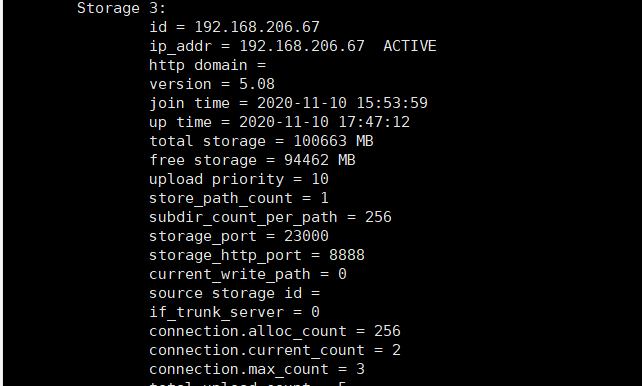 Storage 3:
id = 192.168.206.67
ip_addr = 192.168.206.67  ACTIVE
http domain =
version = 5.08
join time = 2020-11-10 15:53:59
up time = 2020-11-10 17:47:12
total storage = 100663 MB
free storage = 94462 MB
upload priority = 10
store_path_count = 1
subdir_count_per_path = 256
storage_port = 23000
storage_http_port = 8888
current_write_path = 0
source storage id =
if_trunk_server = 0
connection.alloc_count = 256
connection.current_count = 2
connection.max_count = 3